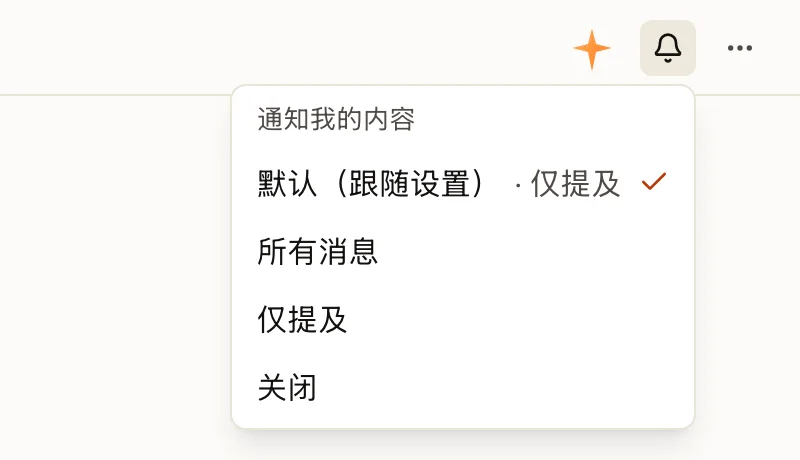 通知我的内容
默认（跟随设置） · 仅提及
所有消息
仅提及
关闭